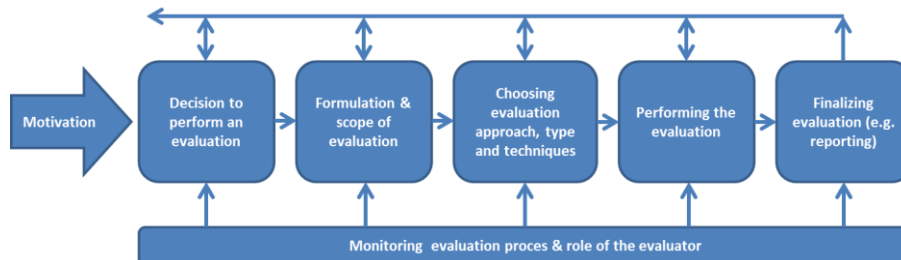 Motivation
Decision to
perform an
evaluation
Formulation &
scope of
evaluation
Choosing
evaluation
approach, type
and techniques
Performing the
evaluation
Finalizing
evaluation (e.g.
reporting)
Monitoring evaluation proces & role of the evaluator